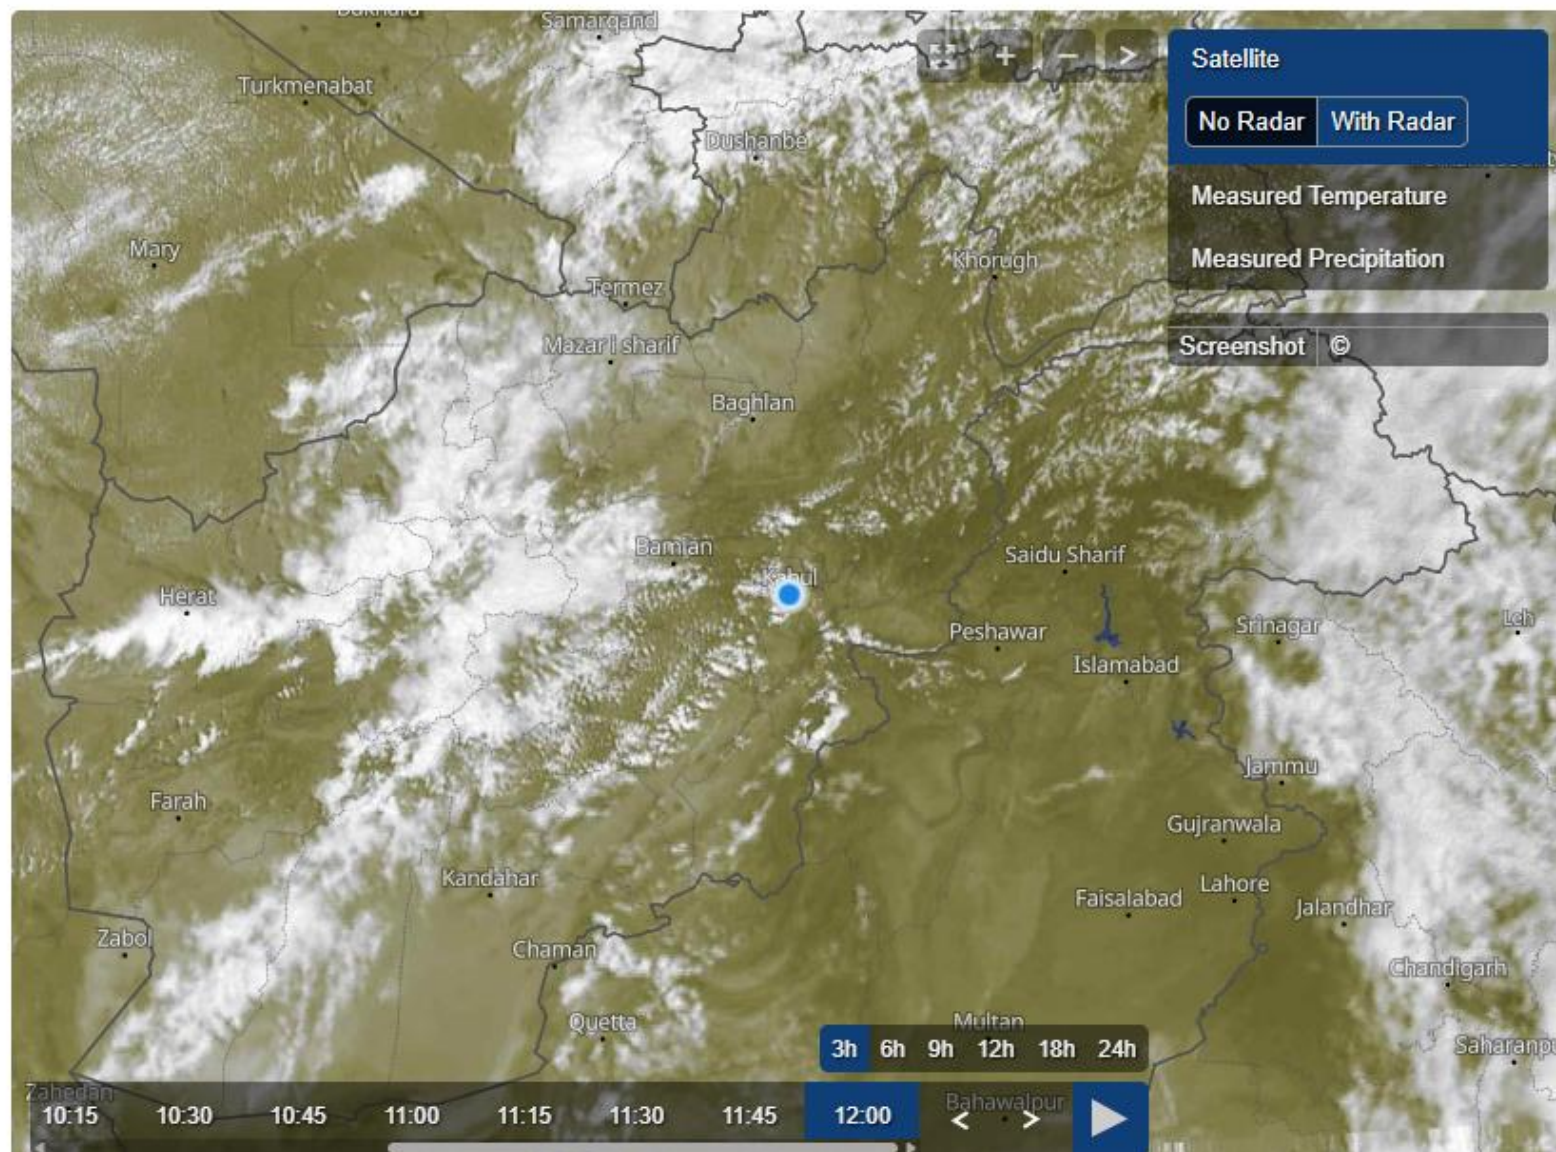 Bukhara
Samarqand
Satellite
No Radar With Radar
Turkmenabat
Dushanbe
Measured Temperature
Measured Precipitation
Mary
Khorugh
Termez
Mazar i sharif
Screenshot ©
Baghlan
Bamian
Saidu Sharif
Kabul
Herat
Peshawar
Srinagar
Leh
Islamabad
Jammu
Farah
Gujranwala
Kandahar
Lahore
Faisalabad
Jalandhar
Zabol
Chaman
Chandigarh
Quetta
Multan
3h 6h 9h 12h 18h 24h
Saharanpu
Zahedan
Bahawalpur
10:15 10:30 10:45 11:00 11:15 11:30 11:45 12:00 < >